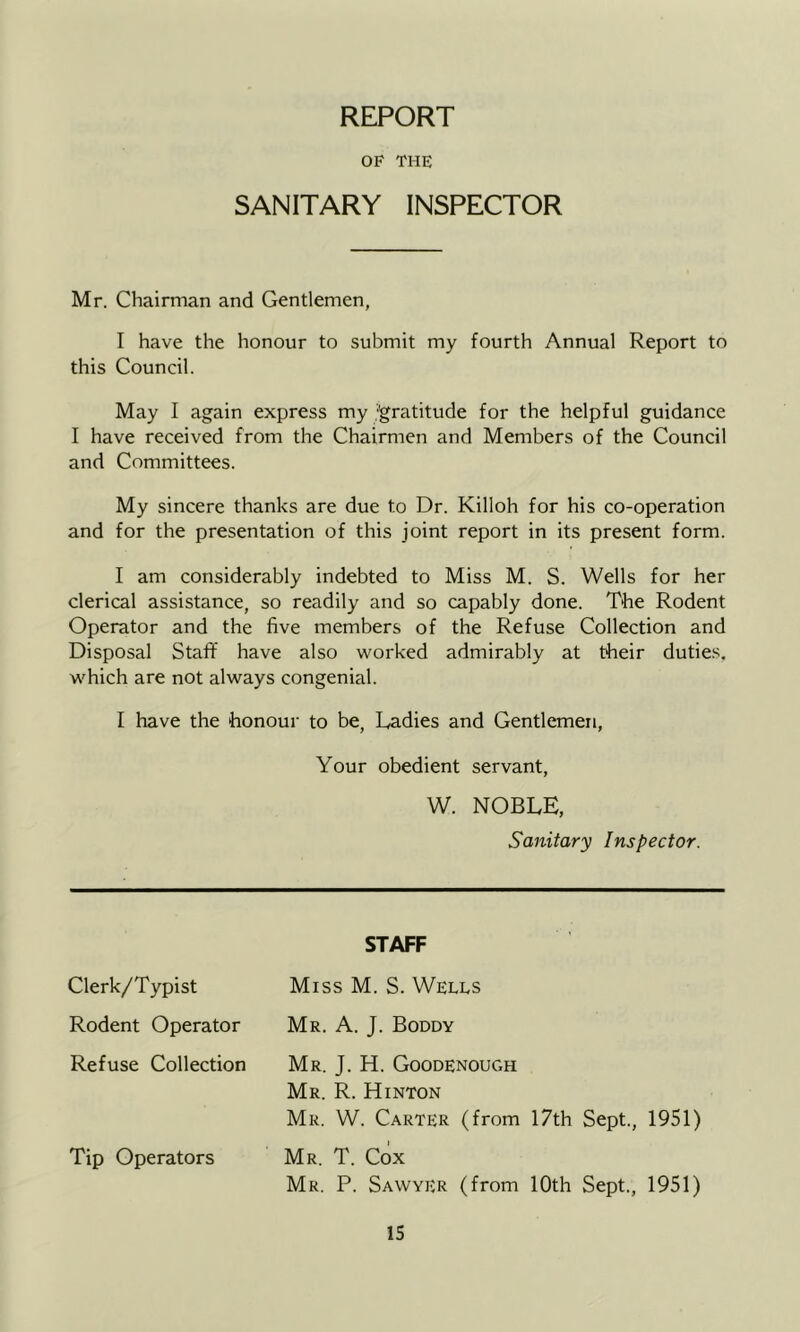 REPORT
OF THE
SANITARY INSPECTOR
Mr. Chairman and Gentlemen,
I have the honour to submit my fourth Annual Report to
this Council.
May I again express my gratitude for the helpful guidance
I have received from the Chairmen and Members of the Council
and Committees.
My sincere thanks are due to Dr. Killoh for his co-operation
and for the presentation of this joint report in its present form.
I am considerably indebted to Miss M. S. Wells for her
clerical assistance, so readily and so capably done. The Rodent
Operator and the five members of the Refuse Collection and
Disposal Staff have also worked admirably at their duties,
which are not always congenial.
I have the honour to be, Ladies and Gentlemen,
Your obedient servant,
W. NOBLE,
Sanitary Inspector.
STAFF
Clerk/Typist Miss M. S. Wells
Rodent Operator Mr. A. J. Boddy
Refuse Collection Mr. J. H. Goodenough
Mr. R. Hinton
Mr. W. Carter (from 17th Sept., 1951)
Tip Operators Mr. T. Cox
Mr. P. Sawyer (from 10th Sept., 1951)
15